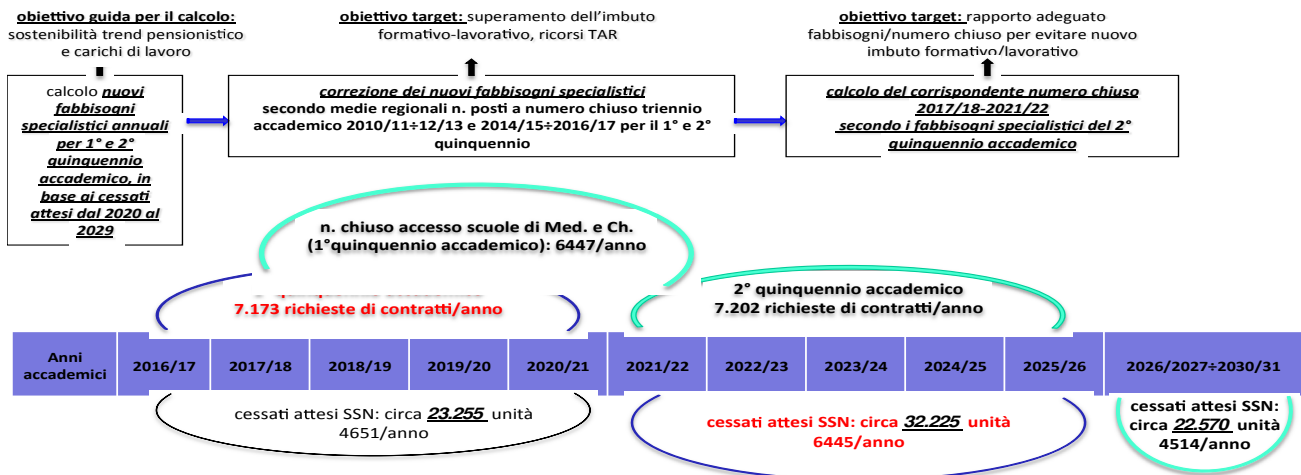 obiettivo guida per il calcolo:
sostenibilità trend pensionistico
e carichi di lavoro
obiettivo target: superamento dell'imbuto
formativo-lavorativo, ricorsi TAR
obiettivo target: rapporto adeguato
fabbisogni/numero chiuso per evitare nuovo
imbuto formativo/lavorativo
calcolo nuovi
fabbisogni
specialistici annuali
per 1° e 2°
quinquennio
accademico, in
base ai cessati
attesi dal 2020 al
2029
correzione dei nuovi fabbisogni specialistici
secondo medie regionali n. posti a numero chiuso triennio
accademico 2010/11÷12/13 e 2014/15÷2016/17 per il 1° e 2°
quinquennio
calcolo del corrispondente numero chiuso
2017/18-2021/22
secondo i fabbisogni specialistici del 2°
quinquennio accademico
n. chiuso accesso scuole di Med. e Ch.
(1°quinquennio accademico): 6447/anno
7.173 richieste di contratti/anno
2° quinquennio accademico
7.202 richieste di contratti/anno
Anni
accademici
2016/17
2017/18
2018/19
2019/20
2020/21
2021/22
2022/23
2023/24
2024/25
2025/26
2026/2027÷2030/31
cessati attesi SSN: circa 23.255 unità
4651/anno
cessati attesi SSN: circa 32.225 unità
6445/anno
cessati attesi SSN:
circa 22.570 unità
4514/anno